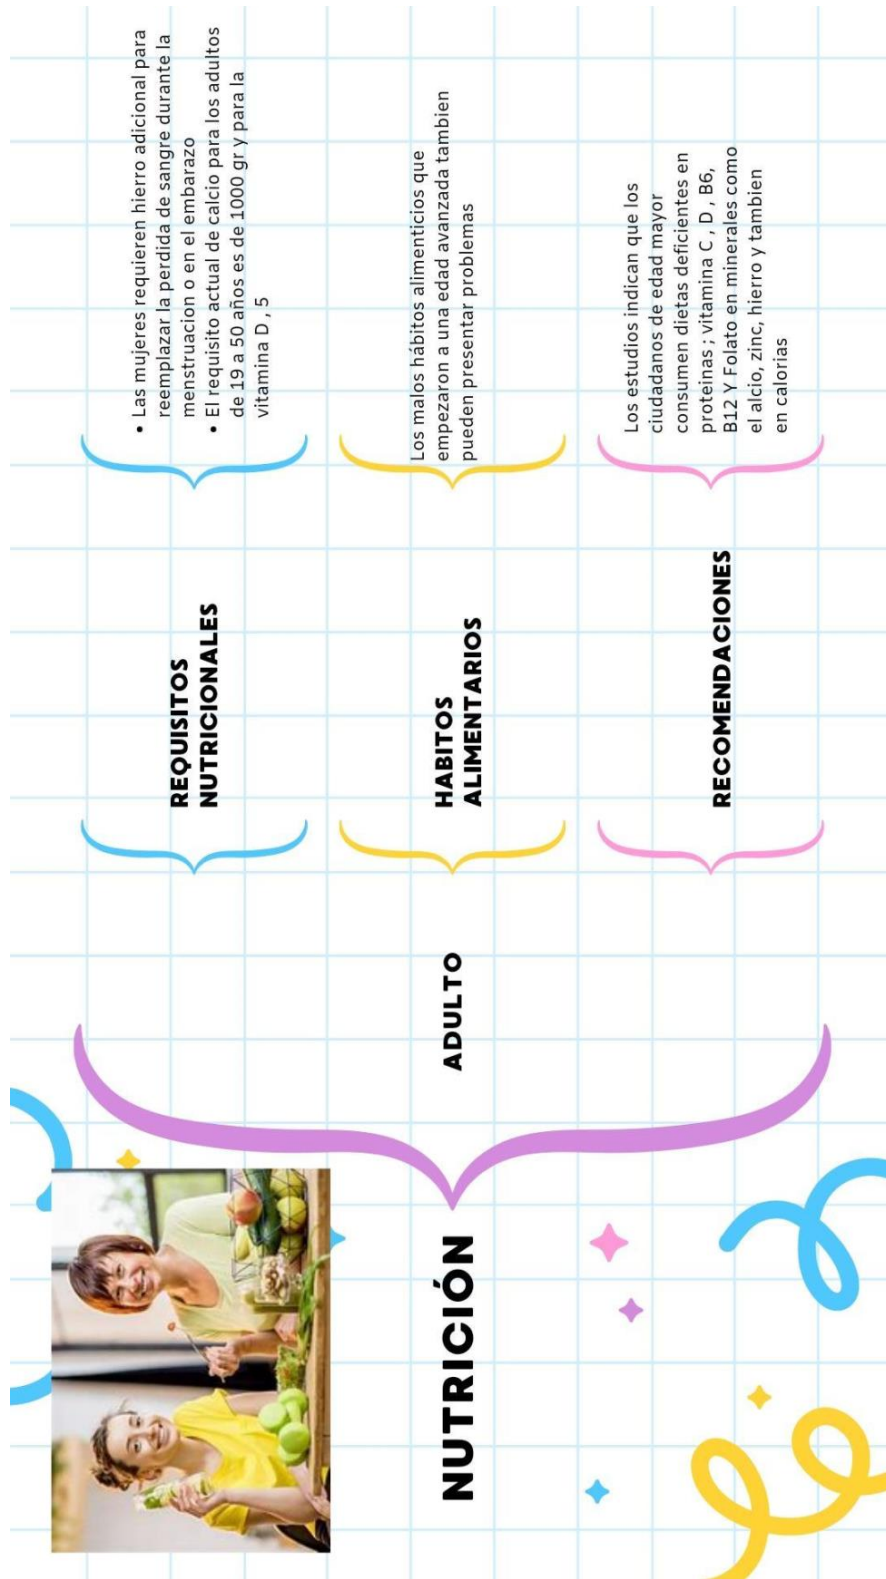 NUTRICIÓN
ADULTO
REQUISITOS
NUTRICIONALES
• Las mujeres requieren hierro adicional para
reemplazar la perdida de sangre durante la
menstruacion o en el embarazo
• El requisito actual de calcio para los adultos
de 19 a 50 años es de 1000 gr y para la
vitamina D , 5
HABITOS
ALIMENTARIOS
Los malos hábitos alimenticios que
empezaron a una edad avanzada tambien
pueden presentar problemas
RECOMENDACIONES
Los estudios indican que los
ciudadanos de edad mayor
consumen dietas deficientes en
proteinas ; vitamina C , D , B6,
B12 Y Folato en minerales como
el alcio, zinc, hierro y tambien
en calorias